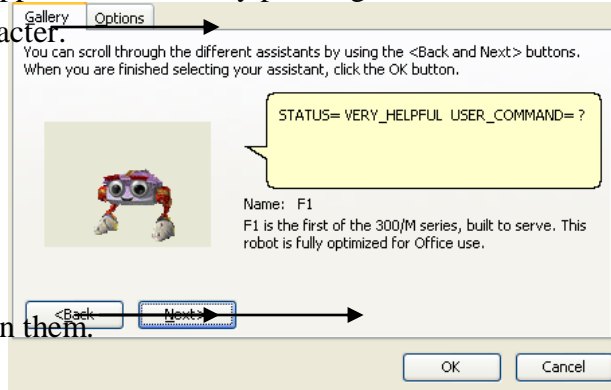 Gallery Options
acter.
You can scroll through the different assistants by using the <Back and Next> buttons.
When you are finished selecting your assistant, click the OK button.
STATUS= VERY_HELPFUL USER_COMMAND= ?
Name: F1
F1 is the first of the 300/M series, built to serve. This
robot is fully optimized for Office use.
<Back Next>
n them.
OK Cancel